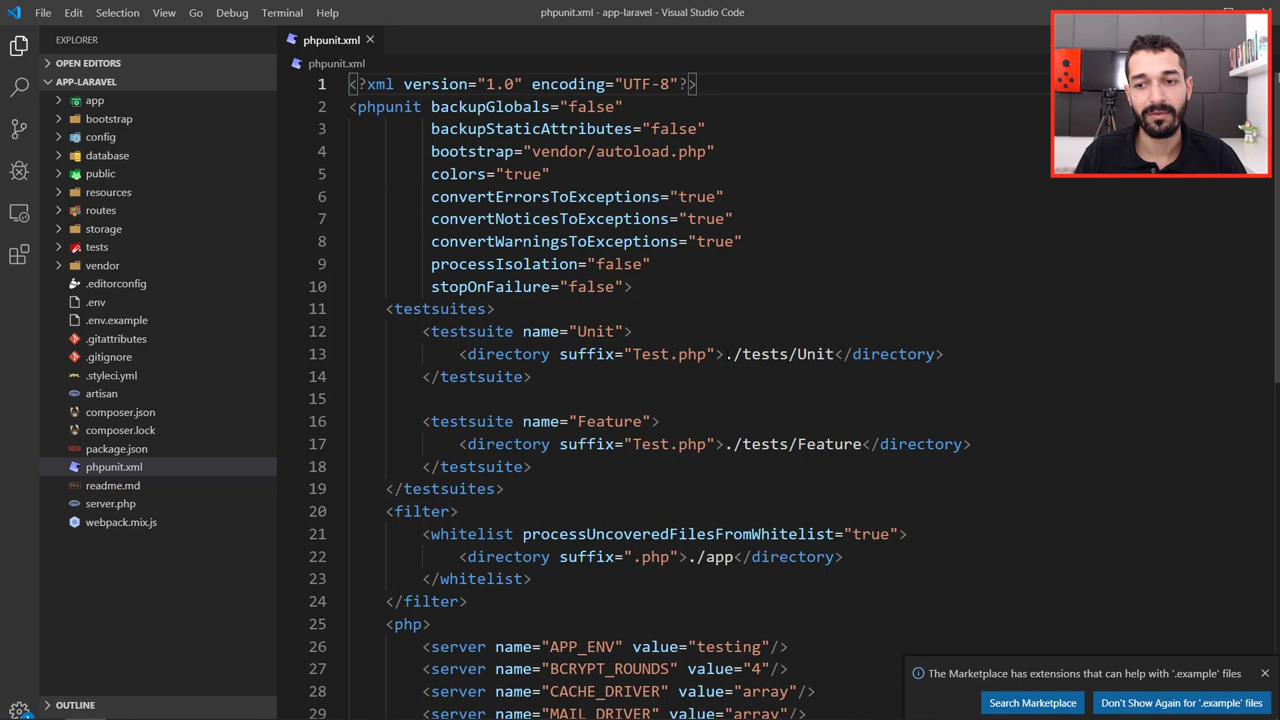 File Edit Selection View Go Debug Terminal Help
phpunit.xml - app-laravel - Visual Studio Code
EXPLORER
OPEN EDITORS
APP-LARAVEL
app
bootstrap
config
database
public
resources
routes
storage
tests
vendor
.editorconfig
.env
.env.example
.gitattributes
.gitignore
.styleci.yml
artisan
composer.json
composer.lock
package.json
phpunit.xml
readme.md
server.php
webpack.mix.js
OUTLINE
phpunit.xml
phpunit.xml
1 <?xml version="1.0" encoding="UTF-8"?>
2 <phpunit backupGlobals="false"
3 backupStaticAttributes="false"
4 bootstrap="vendor/autoload.php"
5 colors="true"
6 convertErrorsToExceptions="true"
7 convertNoticesToExceptions="true"
8 convertWarningsToExceptions="true"
9 processIsolation="false"
10 stopOnFailure="false">
11 <testsuites>
12 <testsuite name="Unit">
13 <directory suffix="Test.php">./tests/Unit</directory>
14 </testsuite>
15
16 <testsuite name="Feature">
17 <directory suffix="Test.php">./tests/Feature</directory>
18 </testsuite>
19 </testsuites>
20 <filter>
21 <whitelist processUncoveredFilesFromWhitelist="true">
22 <directory suffix=".php">./app</directory>
23 </whitelist>
24 </filter>
25 <php>
26 <server name="APP_ENV" value="testing"/>
27 <server name="BCRYPT_ROUNDS" value="4"/>
28 <server name="CACHE_DRIVER" value="array"/>
29 <server name="MAIL_DRIVER" value="array"/>
The Marketplace has extensions that can help with '.example' files
Search Marketplace
Don't Show Again for '.example' files